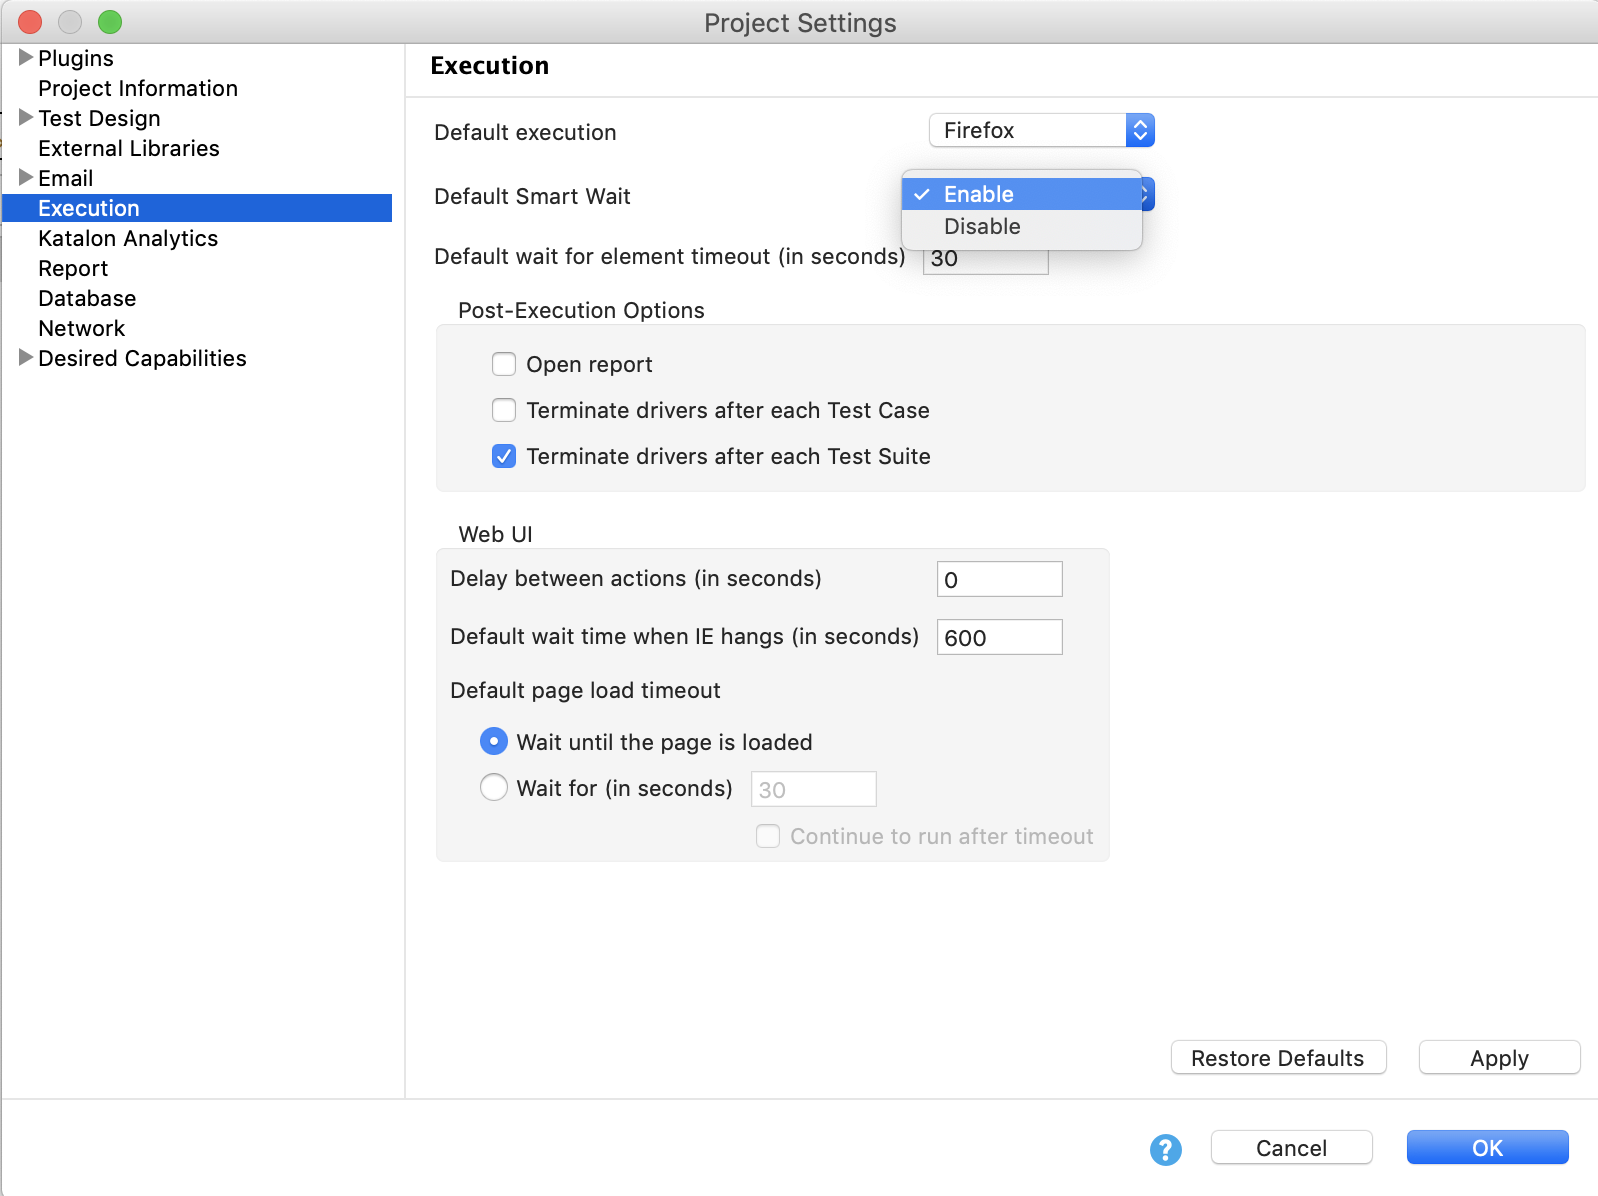 Project Settings
Plugins
Project Information
Test Design
External Libraries
Email
Execution
Katalon Analytics
Report
Database
Network
Desired Capabilities
Execution
Default execution
Firefox
Default Smart Wait
Enable
Disable
Default wait for element timeout (in seconds)
30
Post-Execution Options
Open report
Terminate drivers after each Test Case
Terminate drivers after each Test Suite
Web UI
Delay between actions (in seconds)
0
Default wait time when IE hangs (in seconds)
600
Default page load timeout
Wait until the page is loaded
Wait for (in seconds)
30
Continue to run after timeout
Restore Defaults
Apply
?
Cancel
OK